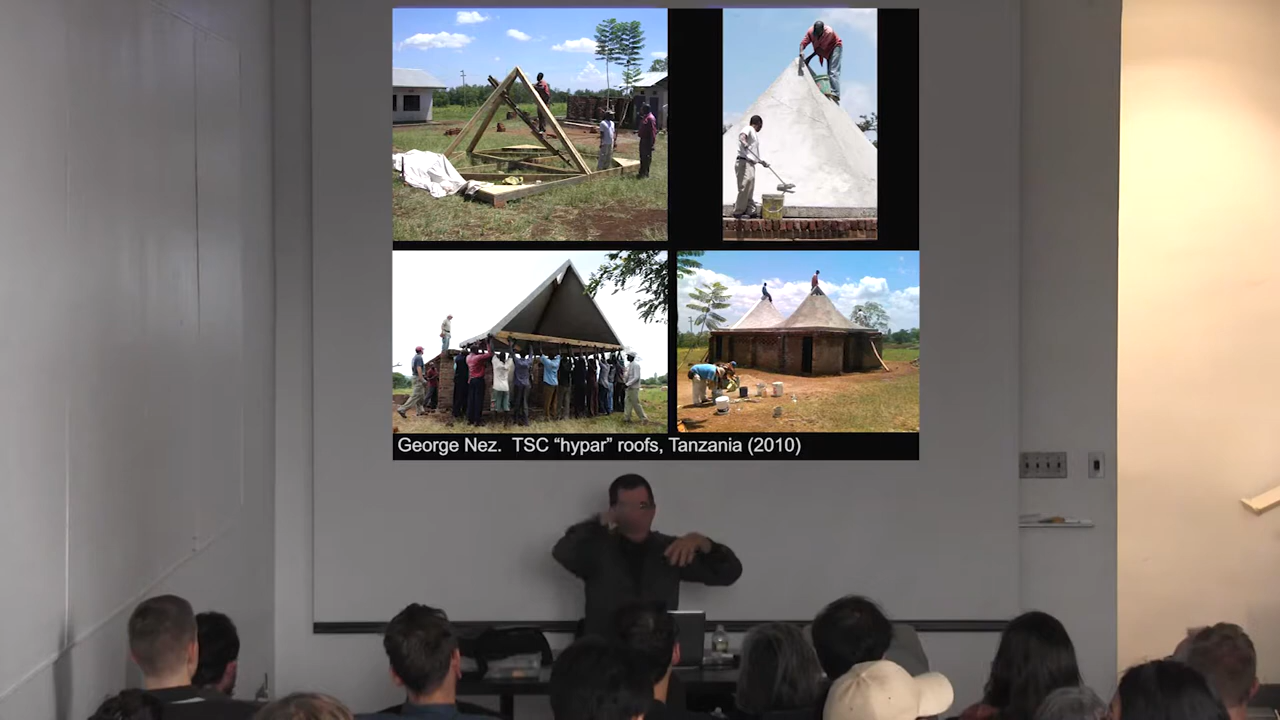 George Nez.  TSC “hypar” roofs, Tanzania (2010)